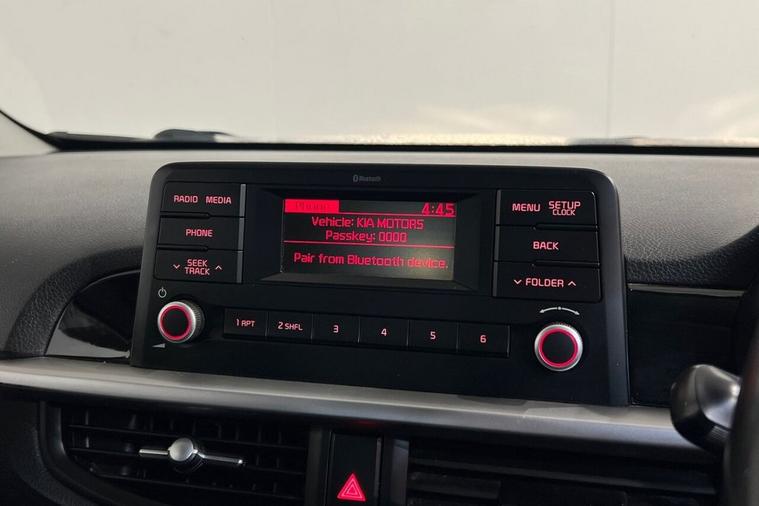 Bluetooth
RADIO MEDIA
PHONE
SEEK
TRACK
Phone 4:45
Vehicle: KIA MOTORS
Passkey: 0000
Pair from Bluetooth device.
MENU SETUP
CLOCK
BACK
FOLDER
1 RPT 2 SHFL 3 4 5 6